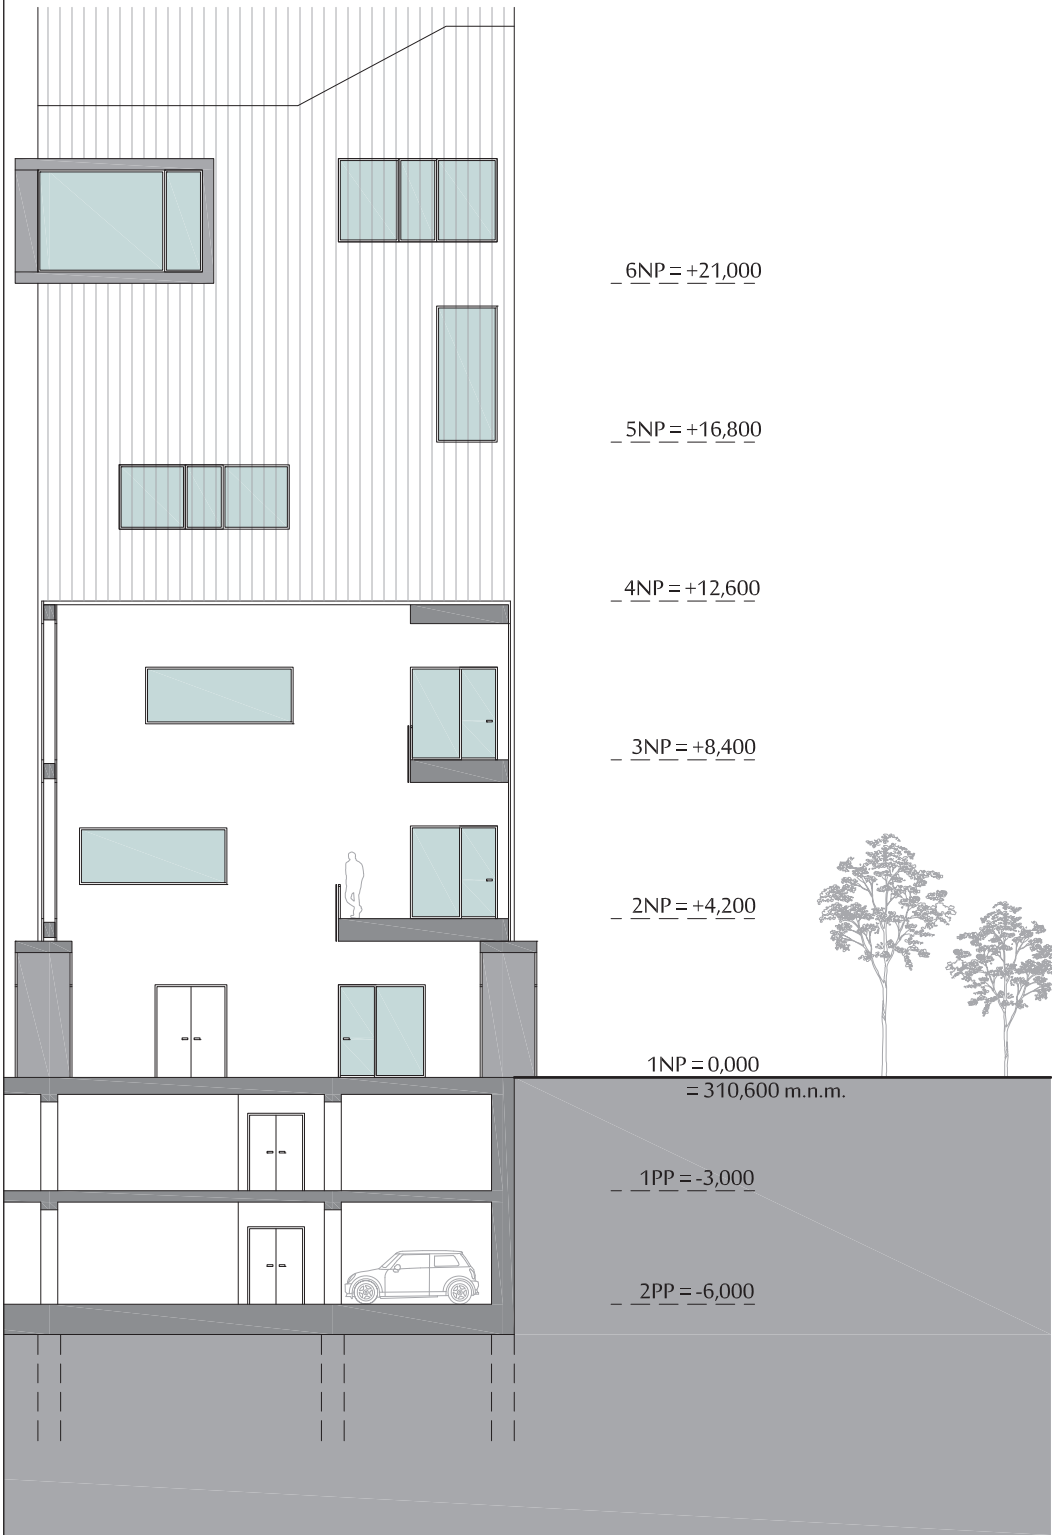 6NP = +21,000
5NP = +16,800
4NP = +12,600
3NP = +8,400
2NP = +4,200
1NP = 0,000
= 310,600 m.n.m.
1PP = -3,000
2PP = -6,000